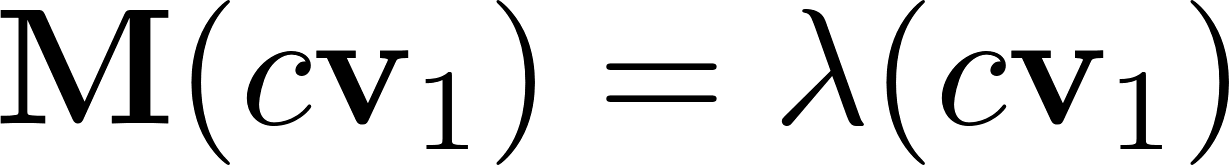 M(cv₁) = λ(cv₁)